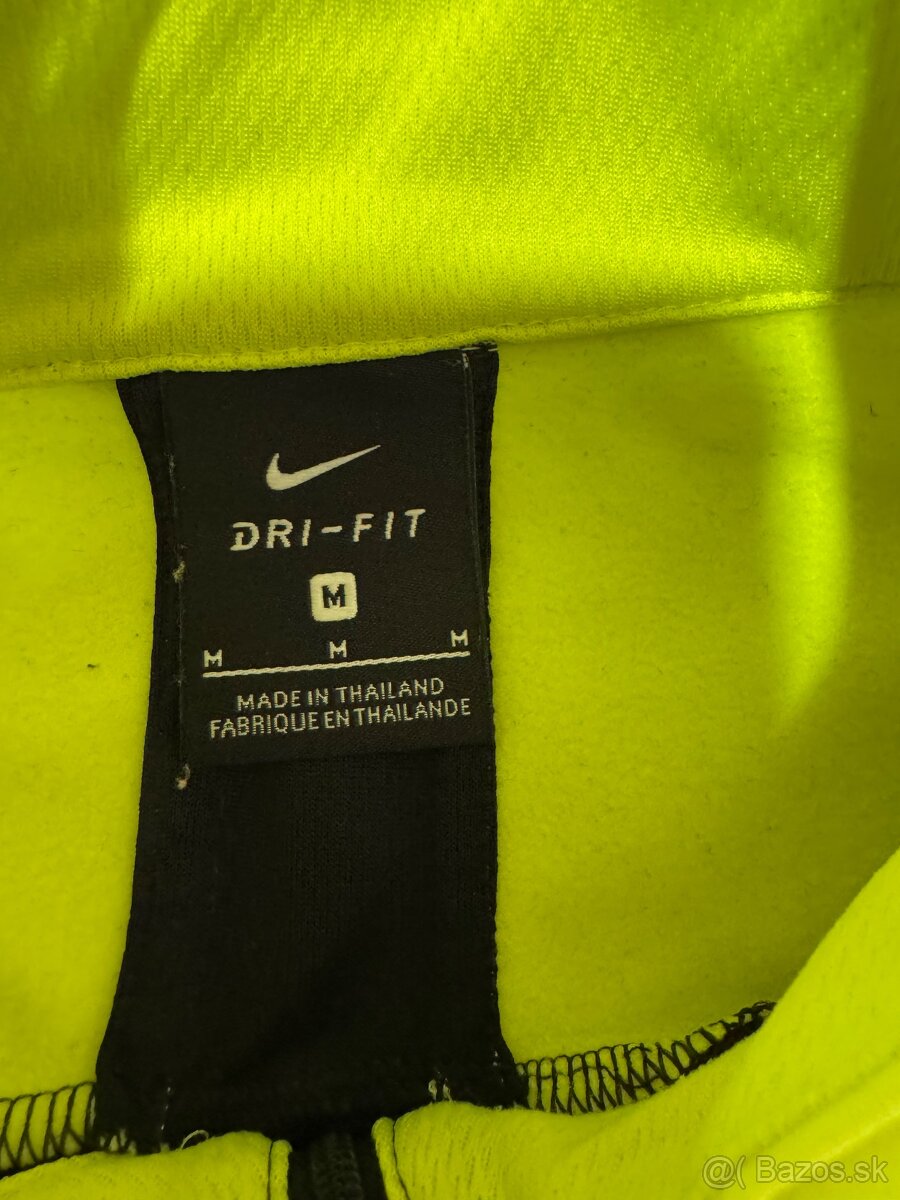 DRI-FIT
M
M M M
MADE IN THAILAND
FABRIQUE EN THAILANDE
@( Bazos.sk